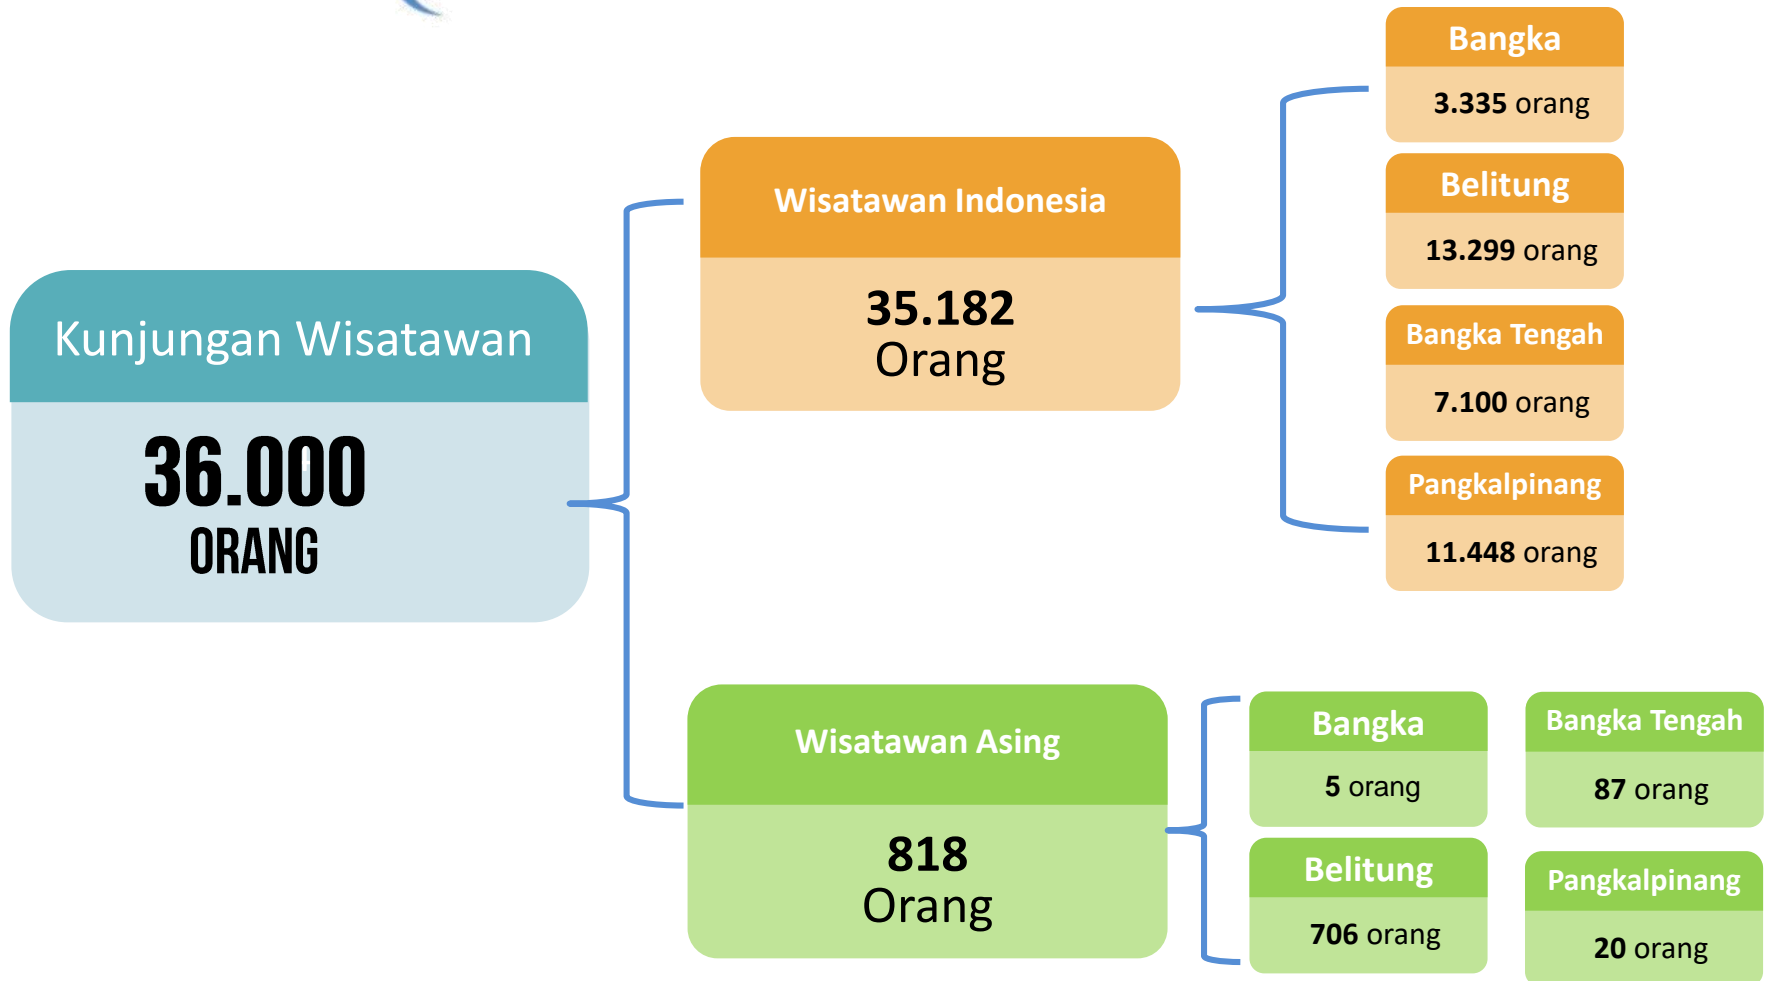 Kunjungan Wisatawan
36.000
ORANG
Wisatawan Indonesia
35.182
Orang
Bangka
3.335 orang
Belitung
13.299 orang
Bangka Tengah
7.100 orang
Pangkalpinang
11.448 orang
Wisatawan Asing
818
Orang
Bangka
5 orang
Belitung
706 orang
Bangka Tengah
87 orang
Pangkalpinang
20 orang